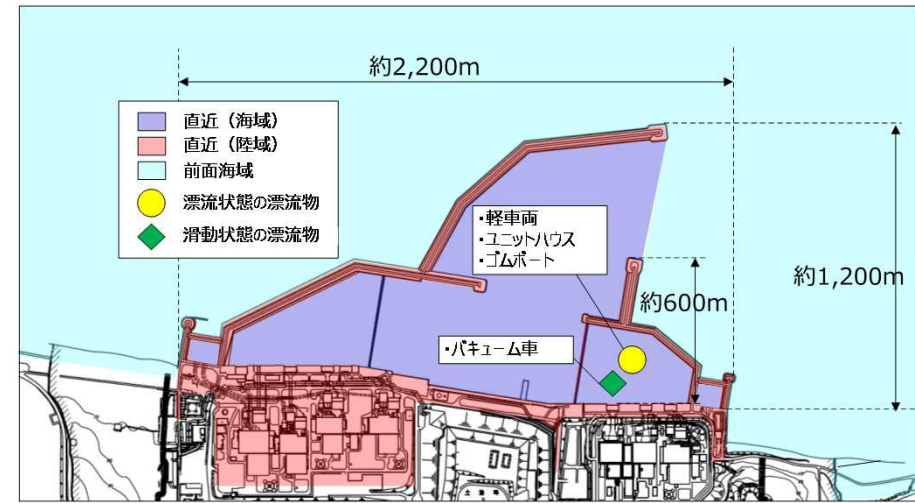 約2,200m
直近（海域）
直近（陸域）
前面海域
漂流状態の漂流物
滑動状態の漂流物
・軽車両
・ユニットハウス
・ゴムボート
約1,200m
約600m
・バキューム車